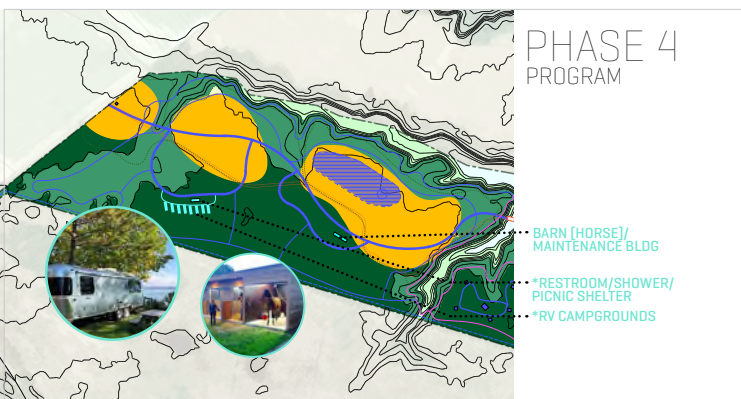 PHASE 4
PROGRAM
BARN [HORSE]/
MAINTENANCE BLDG
*RESTROOM/SHOWER/
PICNIC SHELTER
*RV CAMPGROUNDS